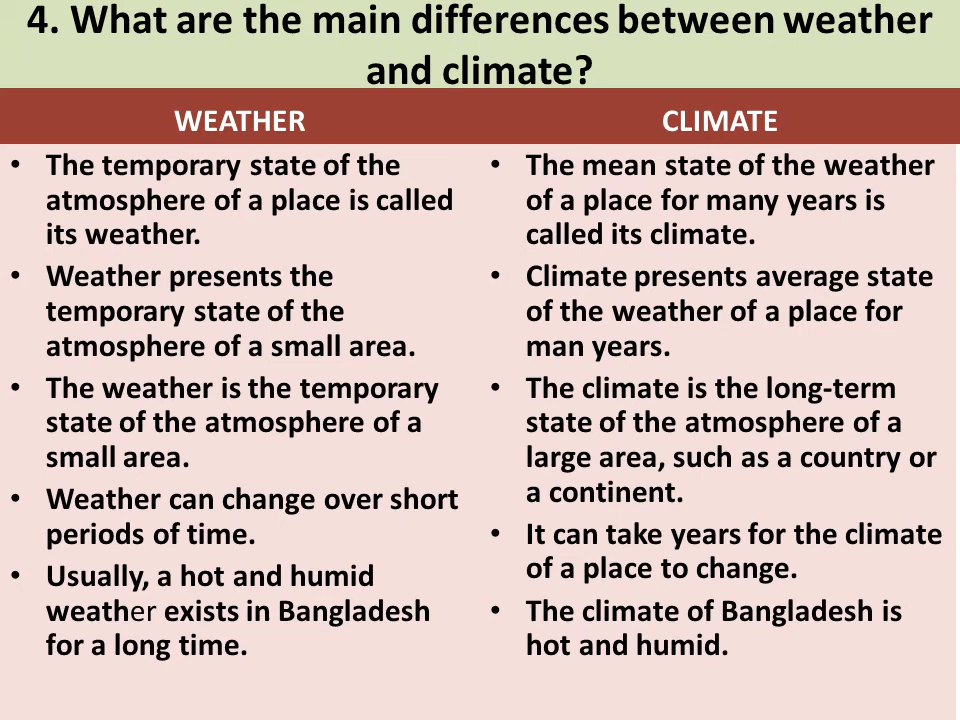 4. What are the main differences between weather
and climate?
WEATHER
• The temporary state of the
atmosphere of a place is called
its weather.
• Weather presents the
temporary state of the
atmosphere of a small area.
• The weather is the temporary
state of the atmosphere of a
small area.
• Weather can change over short
periods of time.
• Usually, a hot and humid
weather exists in Bangladesh
for a long time.
CLIMATE
• The mean state of the weather
of a place for many years is
called its climate.
• Climate presents average state
of the weather of a place for
man years.
• The climate is the long-term
state of the atmosphere of a
large area, such as a country or
a continent.
• It can take years for the climate
of a place to change.
• The climate of Bangladesh is
hot and humid.